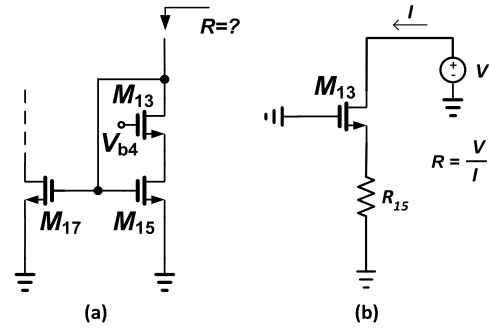 R=?
M13
Vb4
M17
M15
(a)
I
M13
+
-
V
R = V/I
R15
(b)